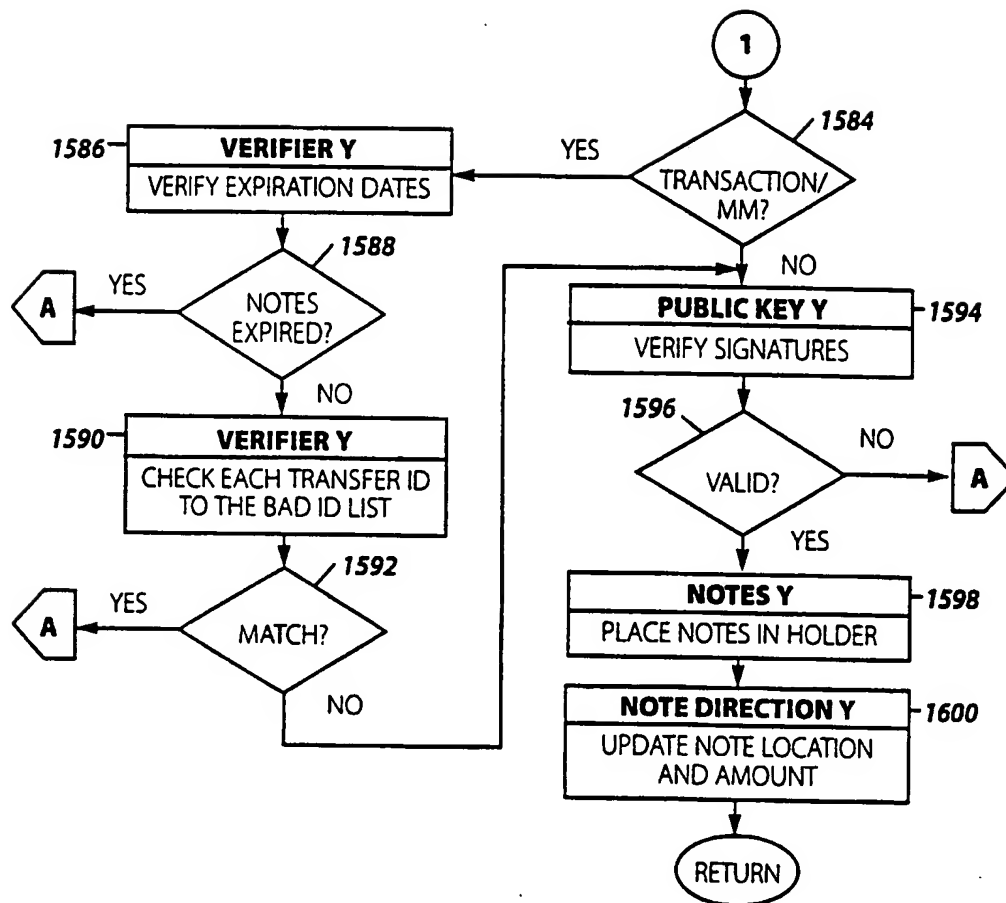 1
1584
TRANSACTION/
MM?
YES
NO
1586
VERIFIER Y
VERIFY EXPIRATION DATES
1588
NOTES
EXPIRED?
YES
A
NO
1590
VERIFIER Y
CHECK EACH TRANSFER ID
TO THE BAD ID LIST
1592
MATCH?
YES
A
NO
PUBLIC KEY Y
1594
VERIFY SIGNATURES
1596
VALID?
NO
A
YES
NOTES Y
1598
PLACE NOTES IN HOLDER
NOTE DIRECTION Y
1600
UPDATE NOTE LOCATION
AND AMOUNT
RETURN